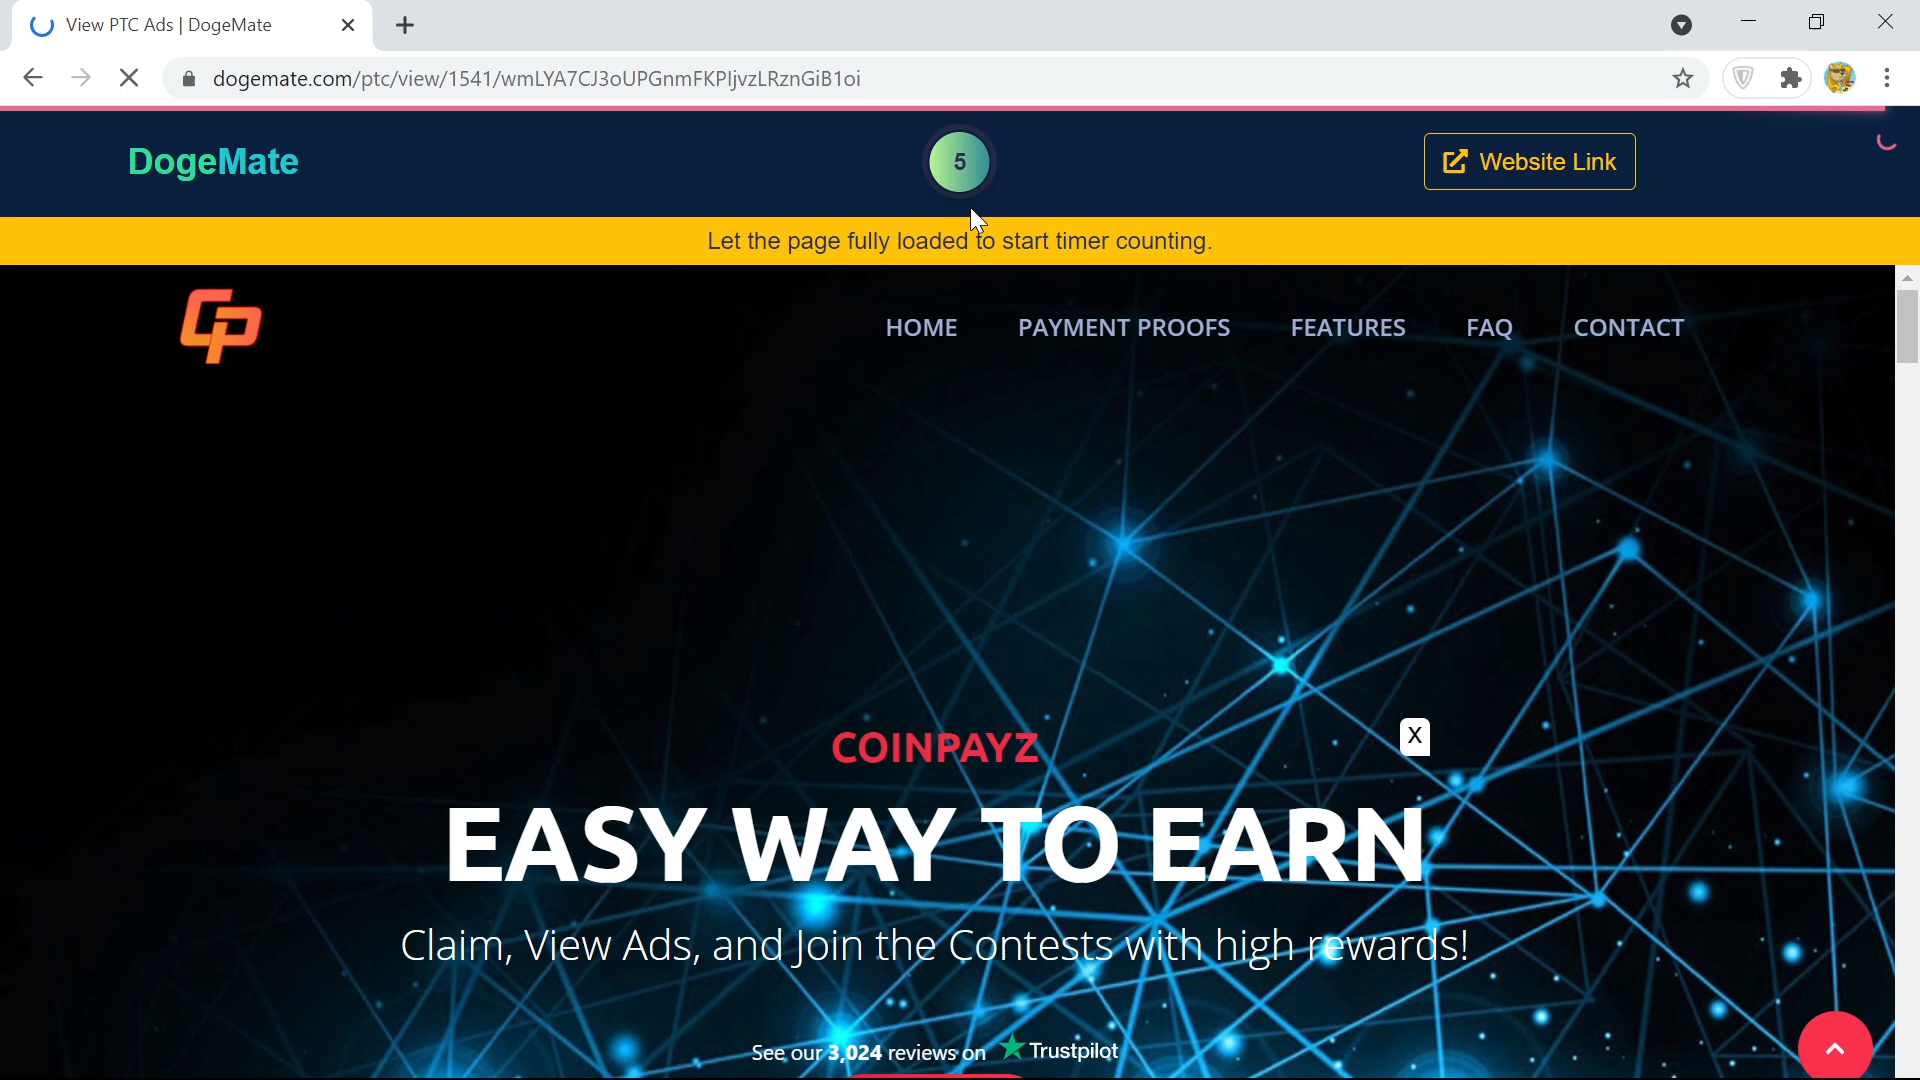 View PTC Ads | DogeMate
dogemate.com/ptc/view/1541/wmLYA7CJ3oUPGnmFKPIjvzLRznGiB1oi
DogeMate
5
Website Link
Let the page fully loaded to start timer counting.
CP
HOME
PAYMENT PROOFS
FEATURES
FAQ
CONTACT
COINPAYZ
X
EASY WAY TO EARN
Claim, View Ads, and Join the Contests with high rewards!
See our 3,024 reviews on Trustpilot